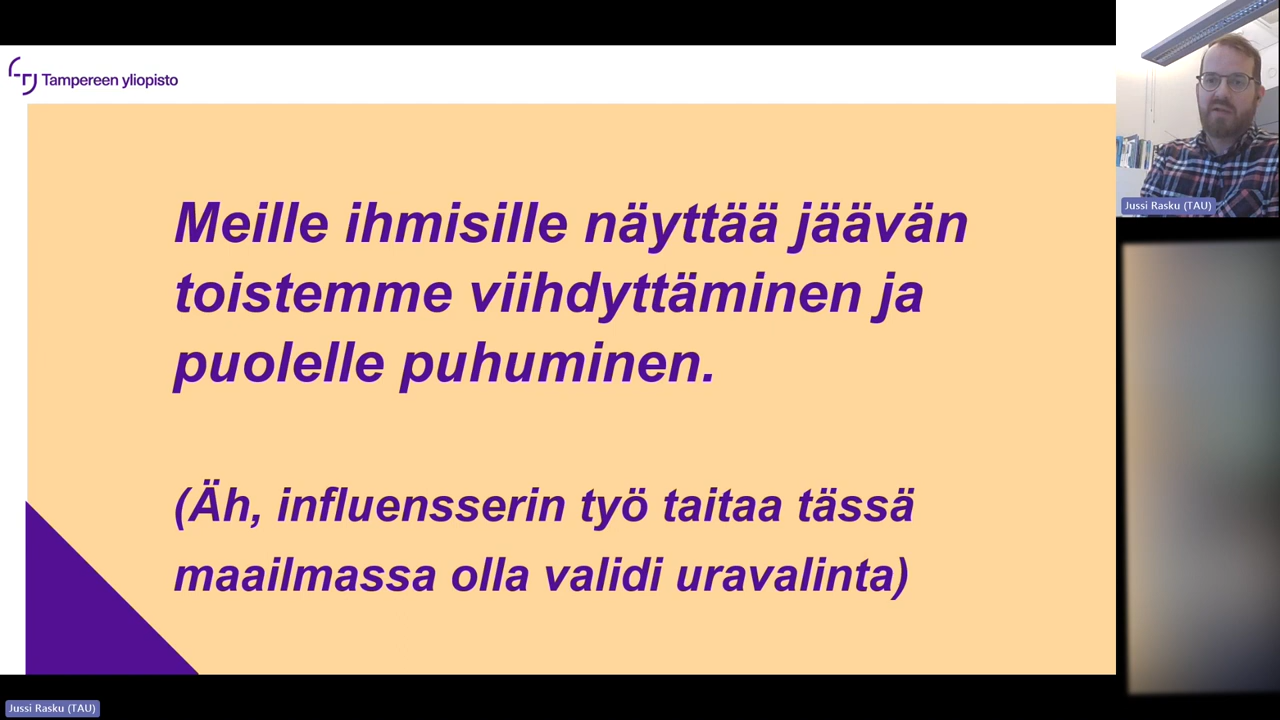 Tampereen yliopisto
Meille ihmisille näyttää jäävän
toistemme viihdyttäminen ja
puolelle puhuminen.
(Äh, influensserin työ taitaa tässä
maailmassa olla validi uravalinta)
Jussi Rasku (TAU)
Jussi Rasku (TAU)